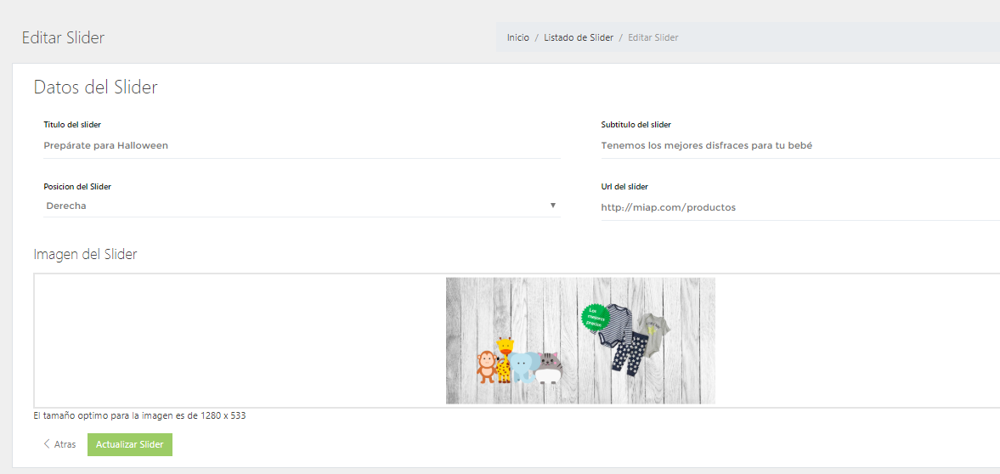 Editar Slider
Inicio / Listado de Slider / Editar Slider
Datos del Slider
Titulo del slider
Prepárate para Halloween
Subtitulo del slider
Tenemos los mejores disfraces para tu bebé
Posicion del Slider
Derecha
Url del slider
http://miap.com/productos
Imagen del Slider
Los
mejores
precios
El tamaño optimo para la imagen es de 1280 x 533
Atras
Actualizar Slider